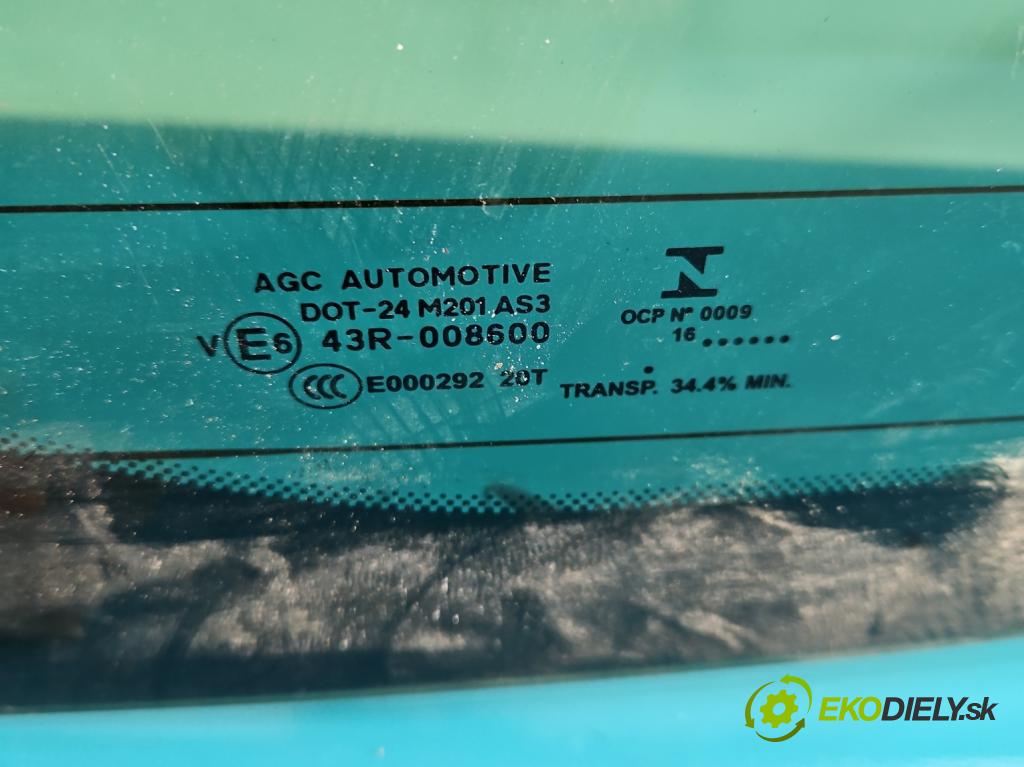 AGC AUTOMOTIVE
DOT-24 M201 AS3
V E6 43R-008600
CCC E000292 20T
N
OCP Nº 0009
16 ......
TRANSP. 34.4% MIN.
EKODIELY.sk